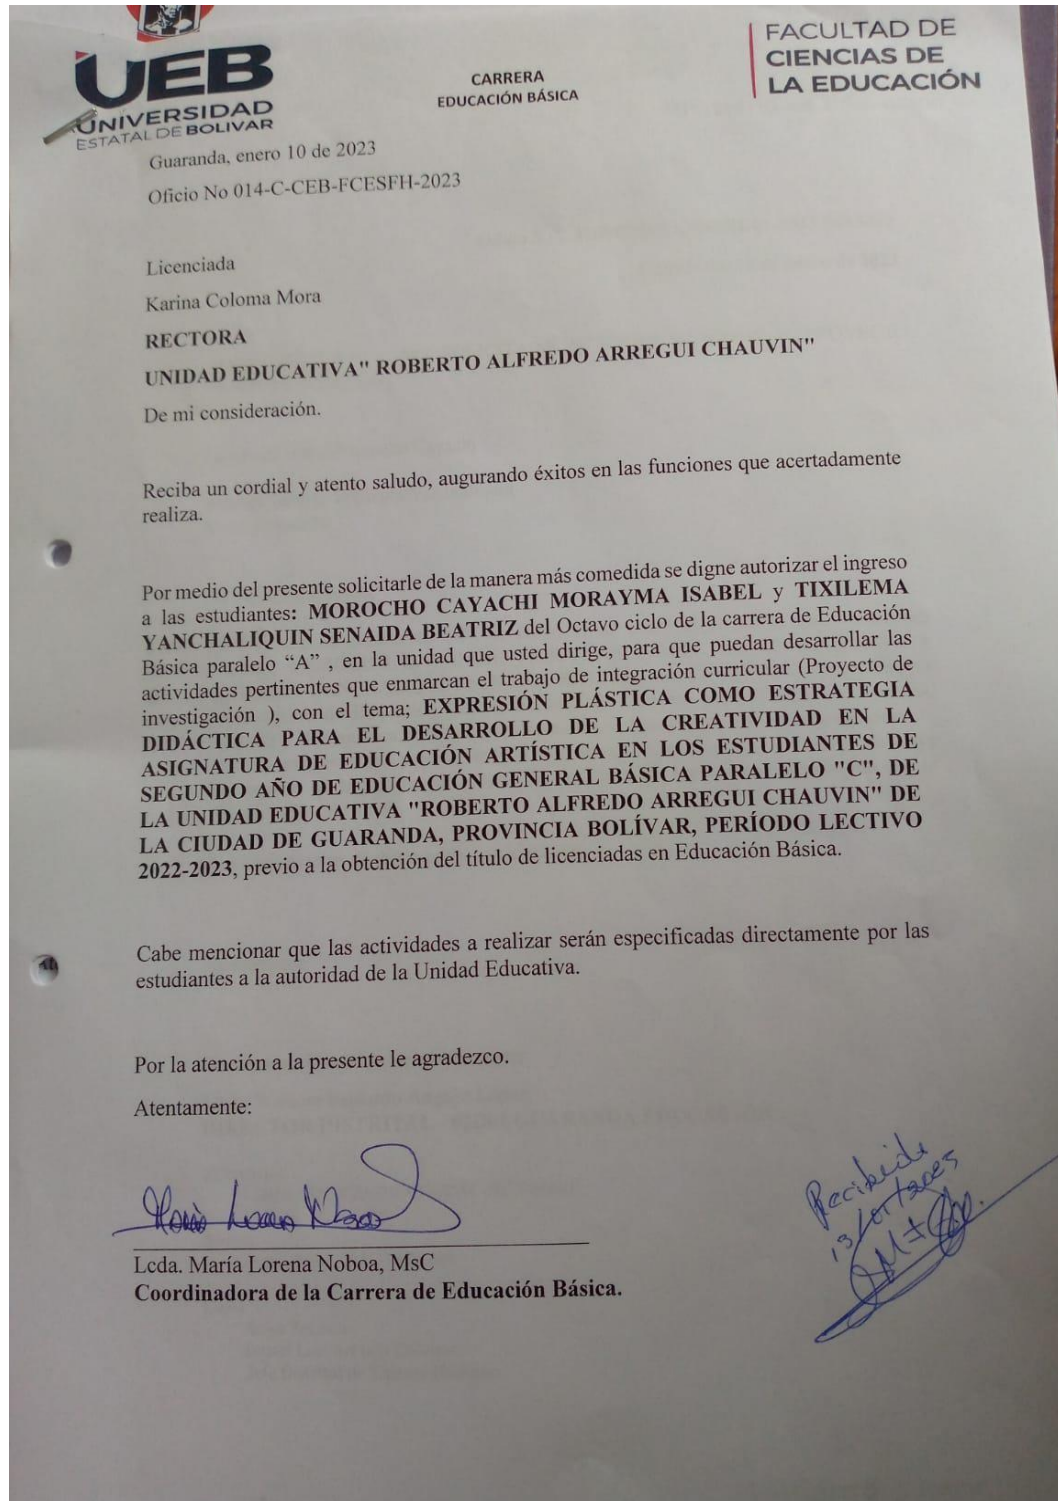 UEB
UNIVERSIDAD
ESTATAL DE BOLIVAR
CARRERA
EDUCACIÓN BÁSICA
FACULTAD DE
CIENCIAS DE
LA EDUCACIÓN
Guaranda, enero 10 de 2023
Oficio No 014-C-CEB-FCESFH-2023
Licenciada
Karina Coloma Mora
RECTORA
UNIDAD EDUCATIVA" ROBERTO ALFREDO ARREGUI CHAUVIN"
De mi consideración.
Reciba un cordial y atento saludo, augurando éxitos en las funciones que acertadamente
realiza.
Por medio del presente solicitarle de la manera más comedida se digne autorizar el ingreso
a las estudiantes: MOROCHO CAYACHI MORAYMA ISABEL y TIXILEMA
YANCHALIQUIN SENAIDA BEATRIZ del Octavo ciclo de la carrera de Educación
Básica paralelo “A” , en la unidad que usted dirige, para que puedan desarrollar las
actividades pertinentes que enmarcan el trabajo de integración curricular (Proyecto de
investigación ), con el tema; EXPRESIÓN PLÁSTICA COMO ESTRATEGIA
DIDÁCTICA PARA EL DESARROLLO DE LA CREATIVIDAD EN LA
ASIGNATURA DE EDUCACIÓN ARTÍSTICA EN LOS ESTUDIANTES DE
SEGUNDO AÑO DE EDUCACIÓN GENERAL BÁSICA PARALELO "C", DE
LA UNIDAD EDUCATIVA "ROBERTO ALFREDO ARREGUI CHAUVIN" DE
LA CIUDAD DE GUARANDA, PROVINCIA BOLÍVAR, PERÍODO LECTIVO
2022-2023, previo a la obtención del título de licenciadas en Educación Básica.
Cabe mencionar que las actividades a realizar serán especificadas directamente por las
estudiantes a la autoridad de la Unidad Educativa.
Por la atención a la presente le agradezco.
Atentamente:
Lcda. María Lorena Noboa, MsC
Coordinadora de la Carrera de Educación Básica.
Recibido